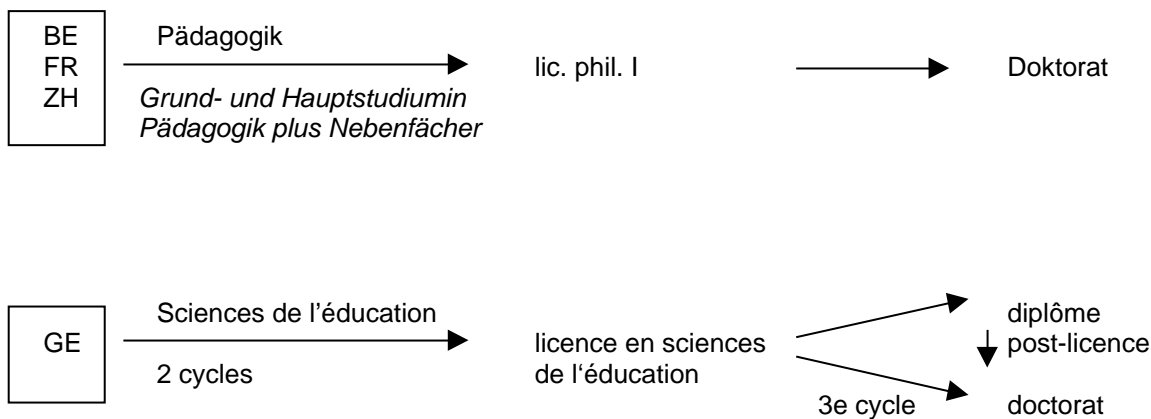 BE
FR
ZH
Pädagogik
Grund- und Hauptstudiumin
Pädagogik plus Nebenfächer
lic. phil. I
Doktorat
GE
Sciences de l’éducation
2 cycles
licence en sciences
de l‘éducation
3e cycle
diplôme
post-licence
doctorat